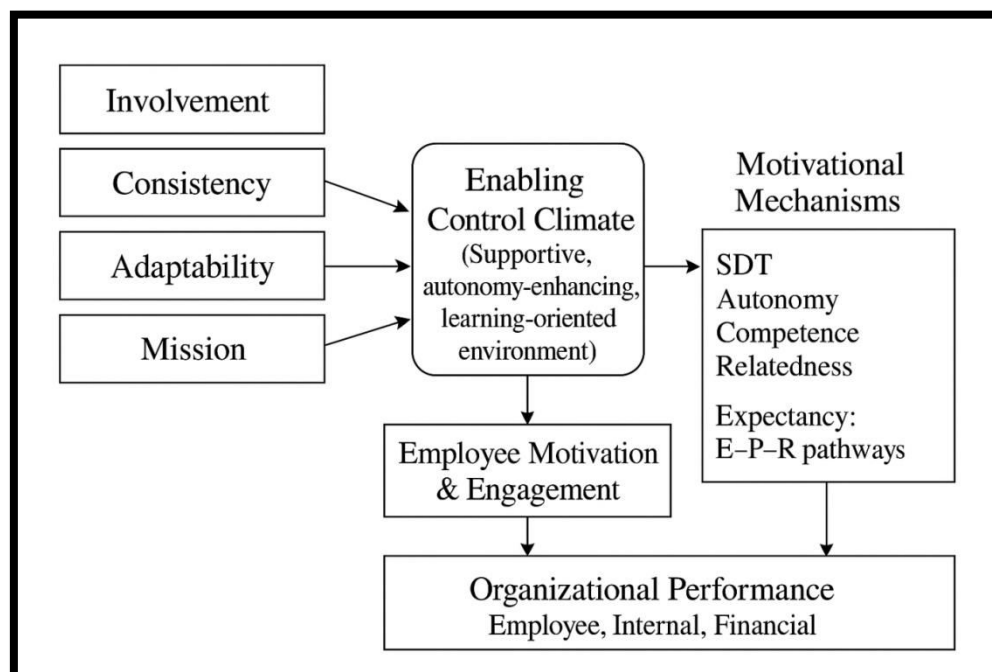 Involvement
Consistency
Adaptability
Mission
Enabling
Control Climate
(Supportive,
autonomy-enhancing,
learning-oriented
environment)
Motivational
Mechanisms
SDT
Autonomy
Competence
Relatedness
Expectancy:
E–P–R pathways
Employee Motivation
& Engagement
Organizational Performance
Employee, Internal, Financial